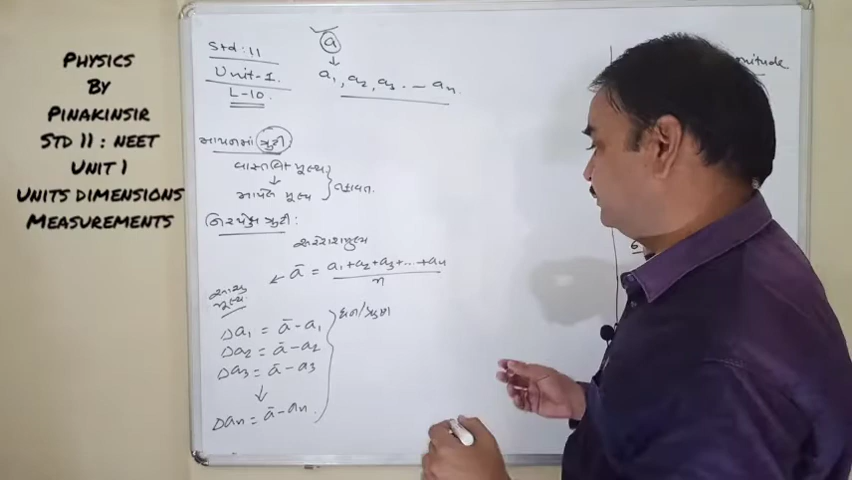 PHYSICS
BY
PINAKINSIR
STD 11 : NEET
UNIT 1
UNITS DIMENSIONS
MEASUREMENTS
Std : 11
Unit-1.
L-10.
a
↓
a₁, a₂, a₃ .-- aₙ.
માપનમાં ત્રુટી
વાસ્તવિક મૂલ્ય
↓
માપેલ મૂલ્ય } તફાવત.
નિરપેક્ષ ત્રુટી :
સરેરાશ મૂલ્ય
← ā = a₁+a₂+a₃+...+aₙ / n
મૂલ્ય.
Δa₁ = ā-a₁
Δa₂ = ā-a₂
Δa₃ = ā-a₃
↓
Δaₙ = ā-aₙ.
ધન/ઋણ